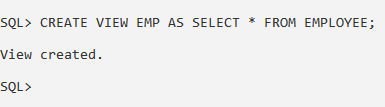 SQL> CREATE VIEW EMP AS SELECT * FROM EMPLOYEE;
View created.
SQL>